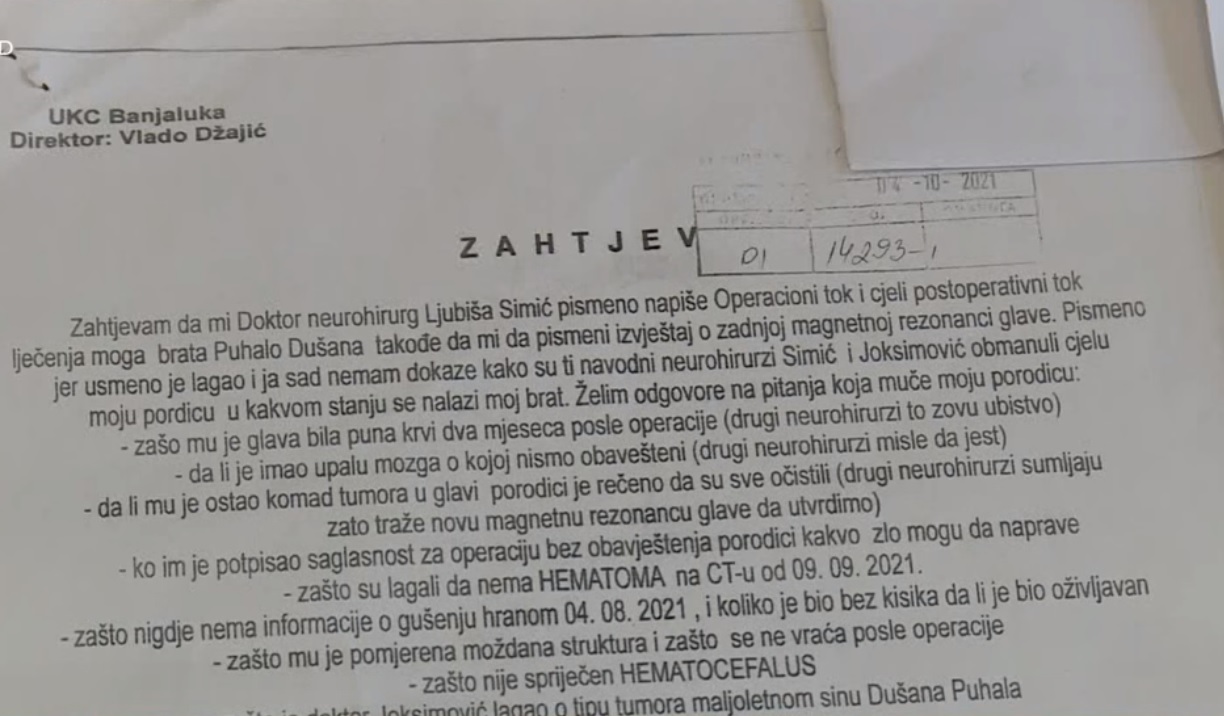 D
UKC Banjaluka
Direktor: Vlado Džajić
04 -10- 2021
01 14293-1
Z A H T J E V
Zahtjevam da mi Doktor neurohirurg Ljubiša Simić pismeno napiše Operacioni tok i cjeli postoperativni tok
lječenja moga brata Puhalo Dušana takođe da mi da pismeni izvještaj o zadnjoj magnetnoj rezonanci glave. Pismeno
jer usmeno je lagao i ja sad nemam dokaze kako su ti navodni neurohirurzi Simić i Joksimović obmanuli cjelu
moju pordicu u kakvom stanju se nalazi moj brat. Želim odgovore na pitanja koja muče moju porodicu:
- zašo mu je glava bila puna krvi dva mjeseca posle operacije (drugi neurohirurzi to zovu ubistvo)
- da li je imao upalu mozga o kojoj nismo obavešteni (drugi neurohirurzi misle da jest)
- da li mu je ostao komad tumora u glavi porodici je rečeno da su sve očistili (drugi neurohirurzi sumljaju
zato traže novu magnetnu rezonancu glave da utvrdimo)
- ko im je potpisao saglasnost za operaciju bez obavještenja porodici kakvo zlo mogu da naprave
- zašto su lagali da nema HEMATOMA na CT-u od 09. 09. 2021.
- zašto nigdje nema informacije o gušenju hranom 04. 08. 2021 , i koliko je bio bez kisika da li je bio oživljavan
- zašto mu je pomjerena moždana struktura i zašto se ne vraća posle operacije
- zašto nije spriječen HEMATOCEFALUS
je doktor Joksimović lagao o tipu tumora maljoletnom sinu Dušana Puhala